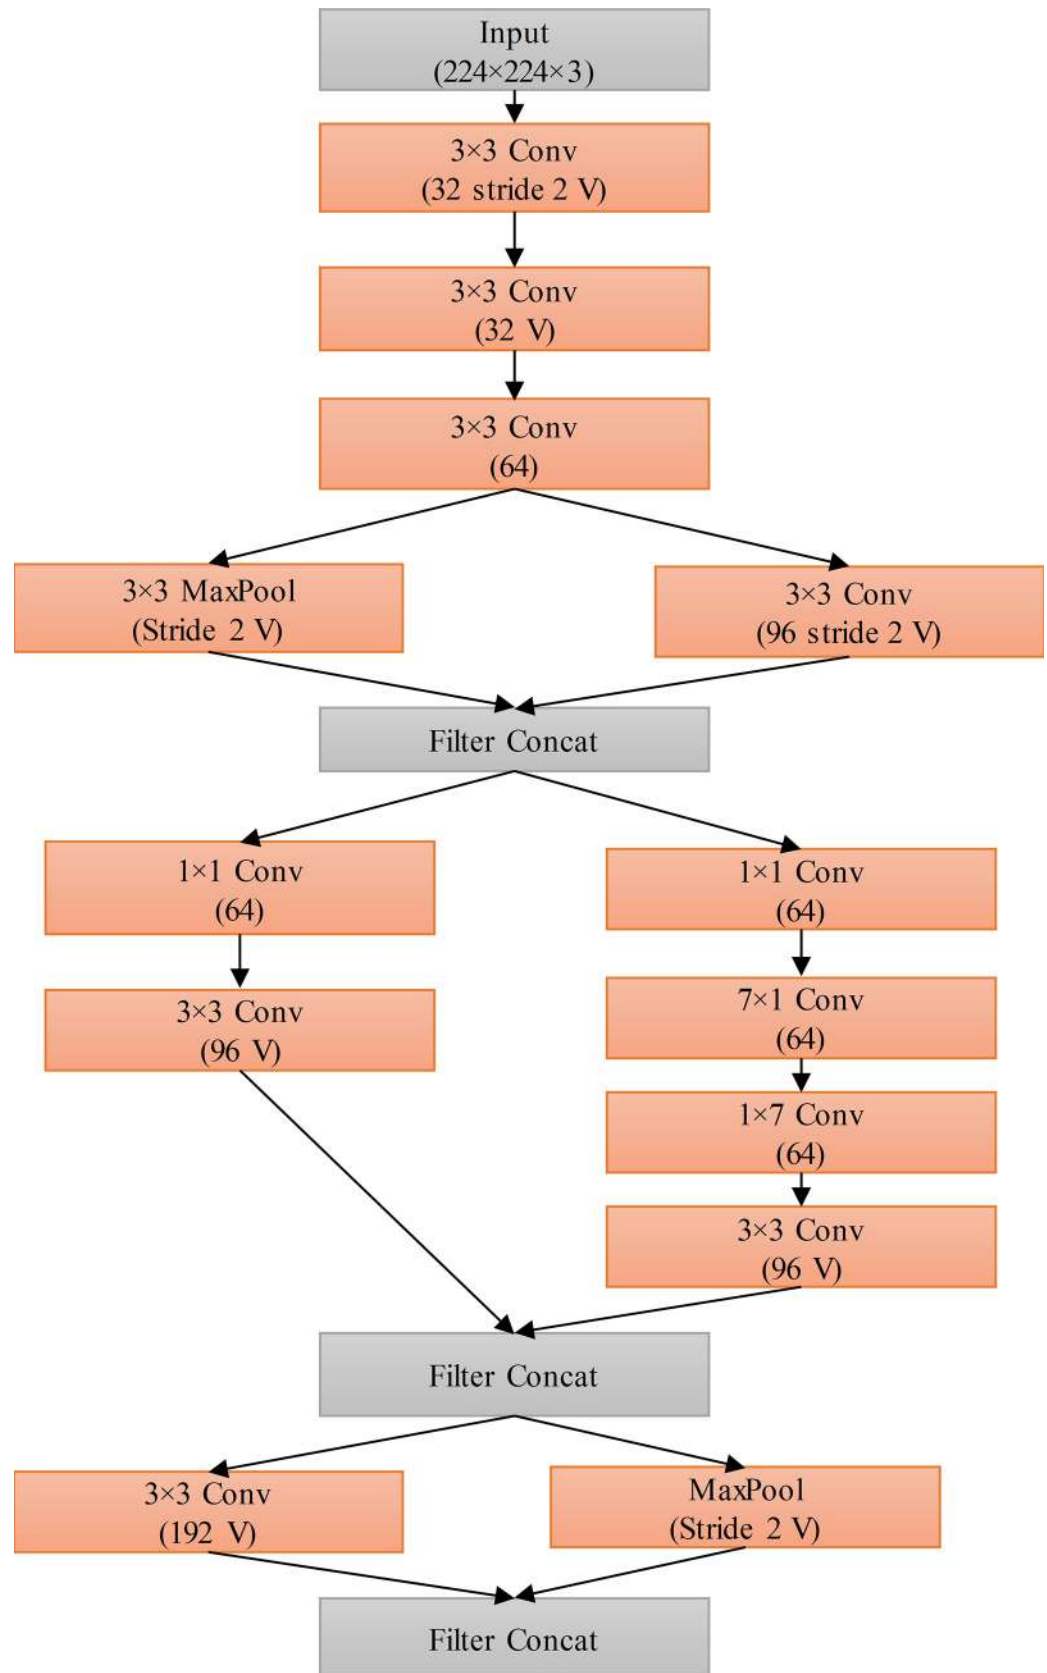 Input
(224×224×3)
3×3 Conv
(32 stride 2 V)
3×3 Conv
(32 V)
3×3 Conv
(64)
3×3 MaxPool
(Stride 2 V)
3×3 Conv
(96 stride 2 V)
Filter Concat
1×1 Conv
(64)
3×3 Conv
(96 V)
1×1 Conv
(64)
7×1 Conv
(64)
1×7 Conv
(64)
3×3 Conv
(96 V)
Filter Concat
3×3 Conv
(192 V)
MaxPool
(Stride 2 V)
Filter Concat